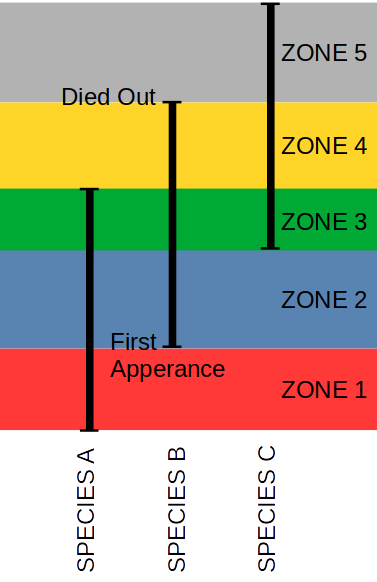 ZONE 5
Died Out
ZONE 4
ZONE 3
ZONE 2
First
Apperance
ZONE 1
SPECIES A
SPECIES B
SPECIES C